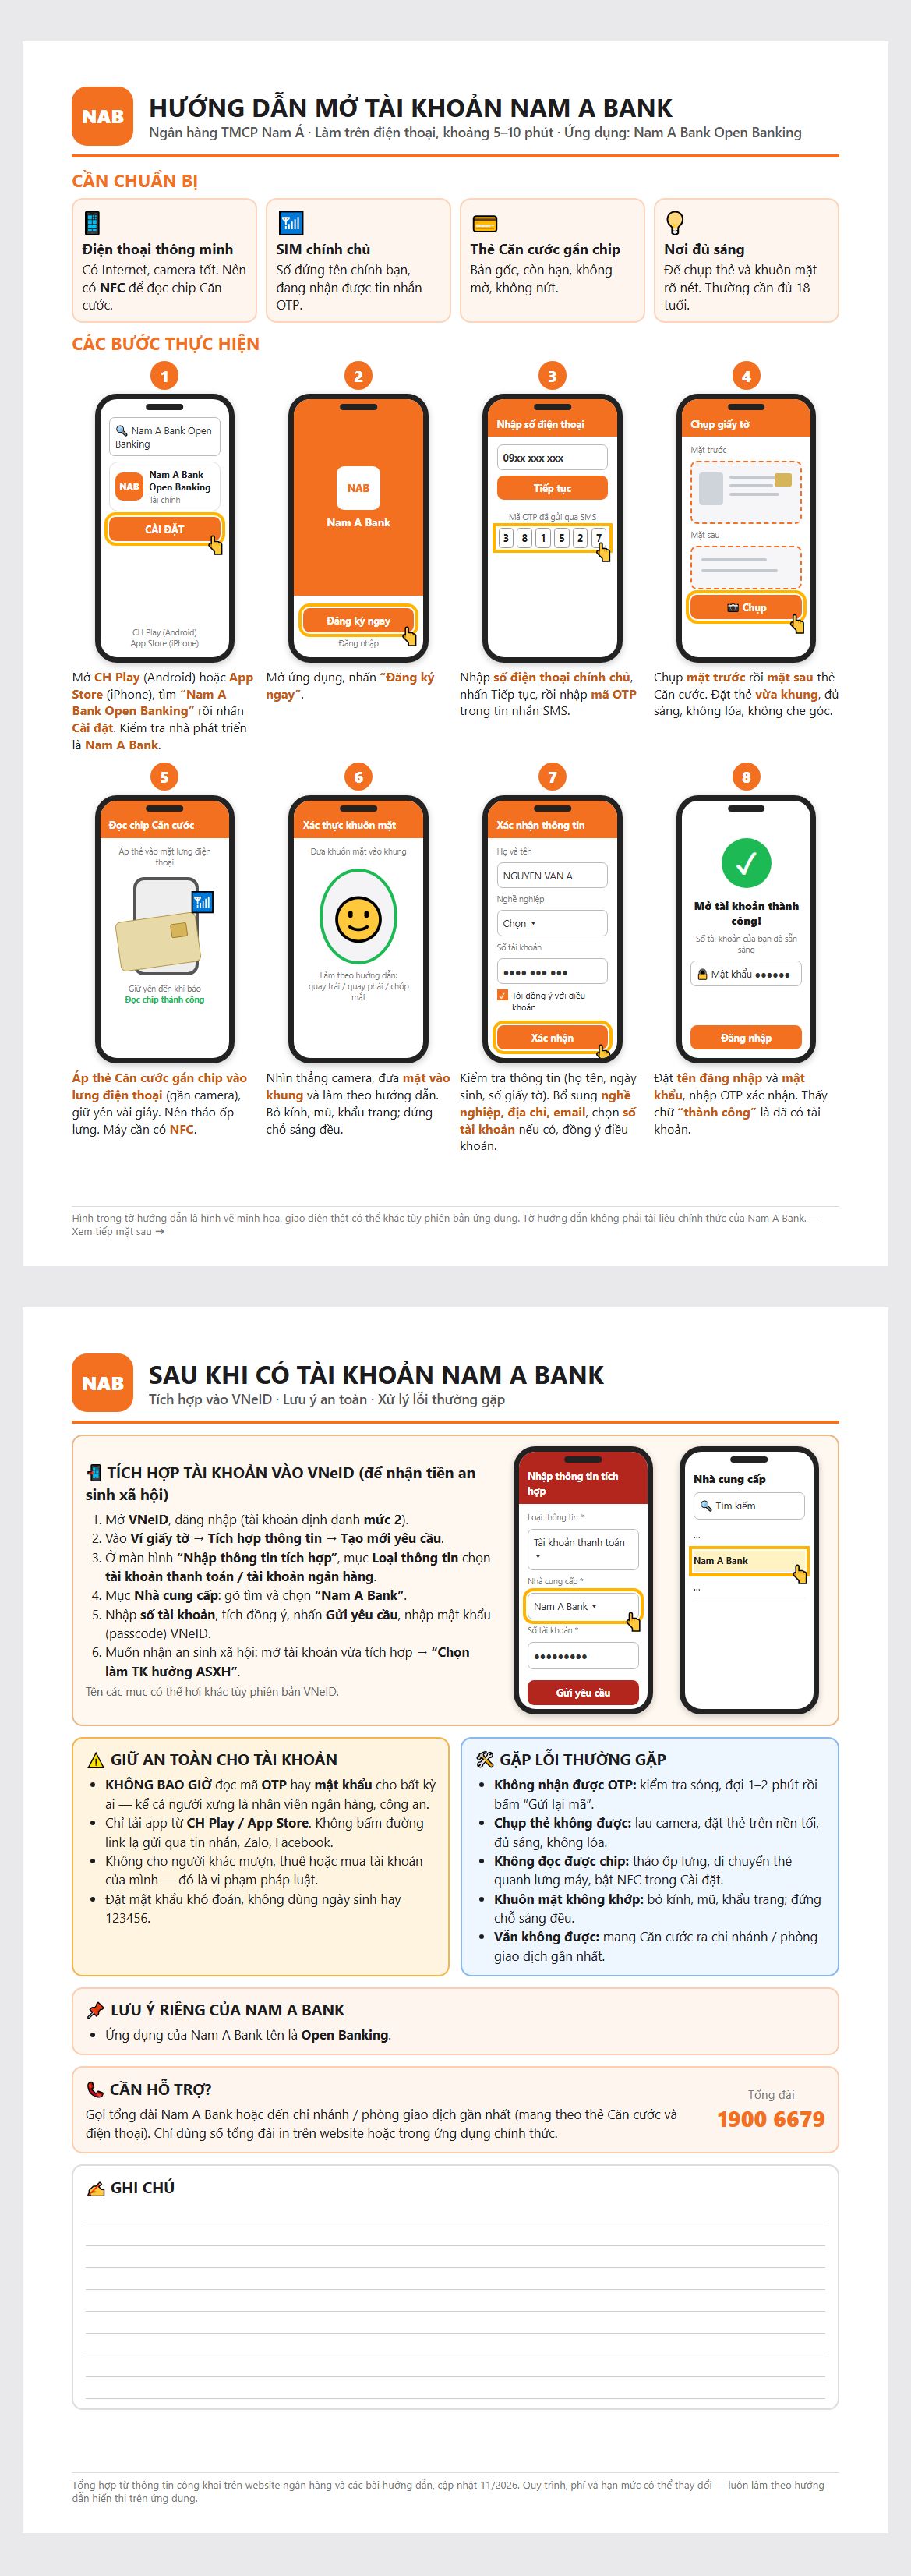 NAB
HƯỚNG DẪN MỞ TÀI KHOẢN NAM A BANK
Ngân hàng TMCP Nam Á · Làm trên điện thoại, khoảng 5–10 phút · Ứng dụng: Nam A Bank Open Banking
CẦN CHUẨN BỊ
Điện thoại thông minh
Có Internet, camera tốt. Nên
có NFC để đọc chip Căn
cước.
SIM chính chủ
Số đứng tên chính bạn,
đang nhận được tin nhắn
OTP.
Thẻ Căn cước gắn chip
Bản gốc, còn hạn, không
mờ, không nứt.
Nơi đủ sáng
Để chụp thẻ và khuôn mặt
rõ nét. Thường cần đủ 18
tuổi.
CÁC BƯỚC THỰC HIỆN
1
Nam A Bank Open
Banking
NAB
Nam A Bank
Open Banking
Tài chính
CÀI ĐẶT
CH Play (Android)
App Store (iPhone)
Mở CH Play (Android) hoặc App
Store (iPhone), tìm “Nam A
Bank Open Banking” rồi nhấn
Cài đặt. Kiểm tra nhà phát triển
là Nam A Bank.
2
NAB
Nam A Bank
Đăng ký ngay
Đăng nhập
Mở ứng dụng, nhấn “Đăng ký
ngay”.
3
Nhập số điện thoại
09xx xxx xxx
Tiếp tục
Mã OTP đã gửi qua SMS
3 8 1 5 2 7
Nhập số điện thoại chính chủ,
nhấn Tiếp tục, rồi nhập mã OTP
trong tin nhắn SMS.
4
Chụp giấy tờ
Mặt trước
Mặt sau
Chụp
Chụp mặt trước rồi mặt sau thẻ
Căn cước. Đặt thẻ vừa khung, đủ
sáng, không lóa, không che góc.
5
Đọc chip Căn cước
Áp thẻ vào mặt lưng điện
thoại
Giữ yên đến khi báo
Đọc chip thành công
Áp thẻ Căn cước gắn chip vào
lưng điện thoại (gần camera),
giữ yên vài giây. Nên tháo ốp
lưng. Máy cần có NFC.
6
Xác thực khuôn mặt
Đưa khuôn mặt vào khung
Làm theo hướng dẫn:
quay trái / quay phải / chớp
mắt
Nhìn thẳng camera, đưa mặt vào
khung và làm theo hướng dẫn.
Bỏ kính, mũ, khẩu trang; đứng
chỗ sáng đều.
7
Xác nhận thông tin
Họ và tên
NGUYEN VAN A
Nghề nghiệp
Chọn ▾
Số tài khoản
•••• ••• •••
Tôi đồng ý với điều
khoản
Xác nhận
Kiểm tra thông tin (họ tên, ngày
sinh, số giấy tờ). Bổ sung nghề
nghiệp, địa chỉ, email, chọn số
tài khoản nếu có, đồng ý điều
khoản.
8
Mở tài khoản thành
công!
Số tài khoản của bạn đã sẵn
sàng
Mật khẩu ••••••
Đăng nhập
Đặt tên đăng nhập và mật
khẩu, nhập OTP xác nhận. Thấy
chữ “thành công” là đã có tài
khoản.
Hình trong tờ hướng dẫn là hình vẽ minh họa, giao diện thật có thể khác tùy phiên bản ứng dụng. Tờ hướng dẫn không phải tài liệu chính thức của Nam A Bank. —
Xem tiếp mặt sau →
NAB
SAU KHI CÓ TÀI KHOẢN NAM A BANK
Tích hợp vào VNeID · Lưu ý an toàn · Xử lý lỗi thường gặp
TÍCH HỢP TÀI KHOẢN VÀO VNeID (để nhận tiền an
sinh xã hội)
1. Mở VNeID, đăng nhập (tài khoản định danh mức 2).
2. Vào Ví giấy tờ → Tích hợp thông tin → Tạo mới yêu cầu.
3. Ở màn hình “Nhập thông tin tích hợp”, mục Loại thông tin chọn
tài khoản thanh toán / tài khoản ngân hàng.
4. Mục Nhà cung cấp: gõ tìm và chọn “Nam A Bank”.
5. Nhập số tài khoản, tích đồng ý, nhấn Gửi yêu cầu, nhập mật khẩu
(passcode) VNeID.
6. Muốn nhận an sinh xã hội: mở tài khoản vừa tích hợp → “Chọn
làm TK hưởng ASXH”.
Tên các mục có thể hơi khác tùy phiên bản VNeID.
Nhập thông tin tích
hợp
Loại thông tin *
Tài khoản thanh toán
▾
Nhà cung cấp *
Nam A Bank ▾
Số tài khoản *
•••••••••
Gửi yêu cầu
Nhà cung cấp
Tìm kiếm
...
Nam A Bank
...
GIỮ AN TOÀN CHO TÀI KHOẢN
• KHÔNG BAO GIỜ đọc mã OTP hay mật khẩu cho bất kỳ
ai — kể cả người xưng là nhân viên ngân hàng, công an.
• Chỉ tải app từ CH Play / App Store. Không bấm đường
link lạ gửi qua tin nhắn, Zalo, Facebook.
• Không cho người khác mượn, thuê hoặc mua tài khoản
của mình — đó là vi phạm pháp luật.
• Đặt mật khẩu khó đoán, không dùng ngày sinh hay
123456.
GẶP LỖI THƯỜNG GẶP
• Không nhận được OTP: kiểm tra sóng, đợi 1–2 phút rồi
bấm “Gửi lại mã”.
• Chụp thẻ không được: lau camera, đặt thẻ trên nền tối,
đủ sáng, không lóa.
• Không đọc được chip: tháo ốp lưng, di chuyển thẻ
quanh lưng máy, bật NFC trong Cài đặt.
• Khuôn mặt không khớp: bỏ kính, mũ, khẩu trang; đứng
chỗ sáng đều.
• Vẫn không được: mang Căn cước ra chi nhánh / phòng
giao dịch gần nhất.
LƯU Ý RIÊNG CỦA NAM A BANK
• Ứng dụng của Nam A Bank tên là Open Banking.
CẦN HỖ TRỢ?
Gọi tổng đài Nam A Bank hoặc đến chi nhánh / phòng giao dịch gần nhất (mang theo thẻ Căn cước và
điện thoại). Chỉ dùng số tổng đài in trên website hoặc trong ứng dụng chính thức.
Tổng đài
1900 6679
GHI CHÚ
Tổng hợp từ thông tin công khai trên website ngân hàng và các bài hướng dẫn, cập nhật 11/2026. Quy trình, phí và hạn mức có thể thay đổi — luôn làm theo hướng
dẫn hiển thị trên ứng dụng.